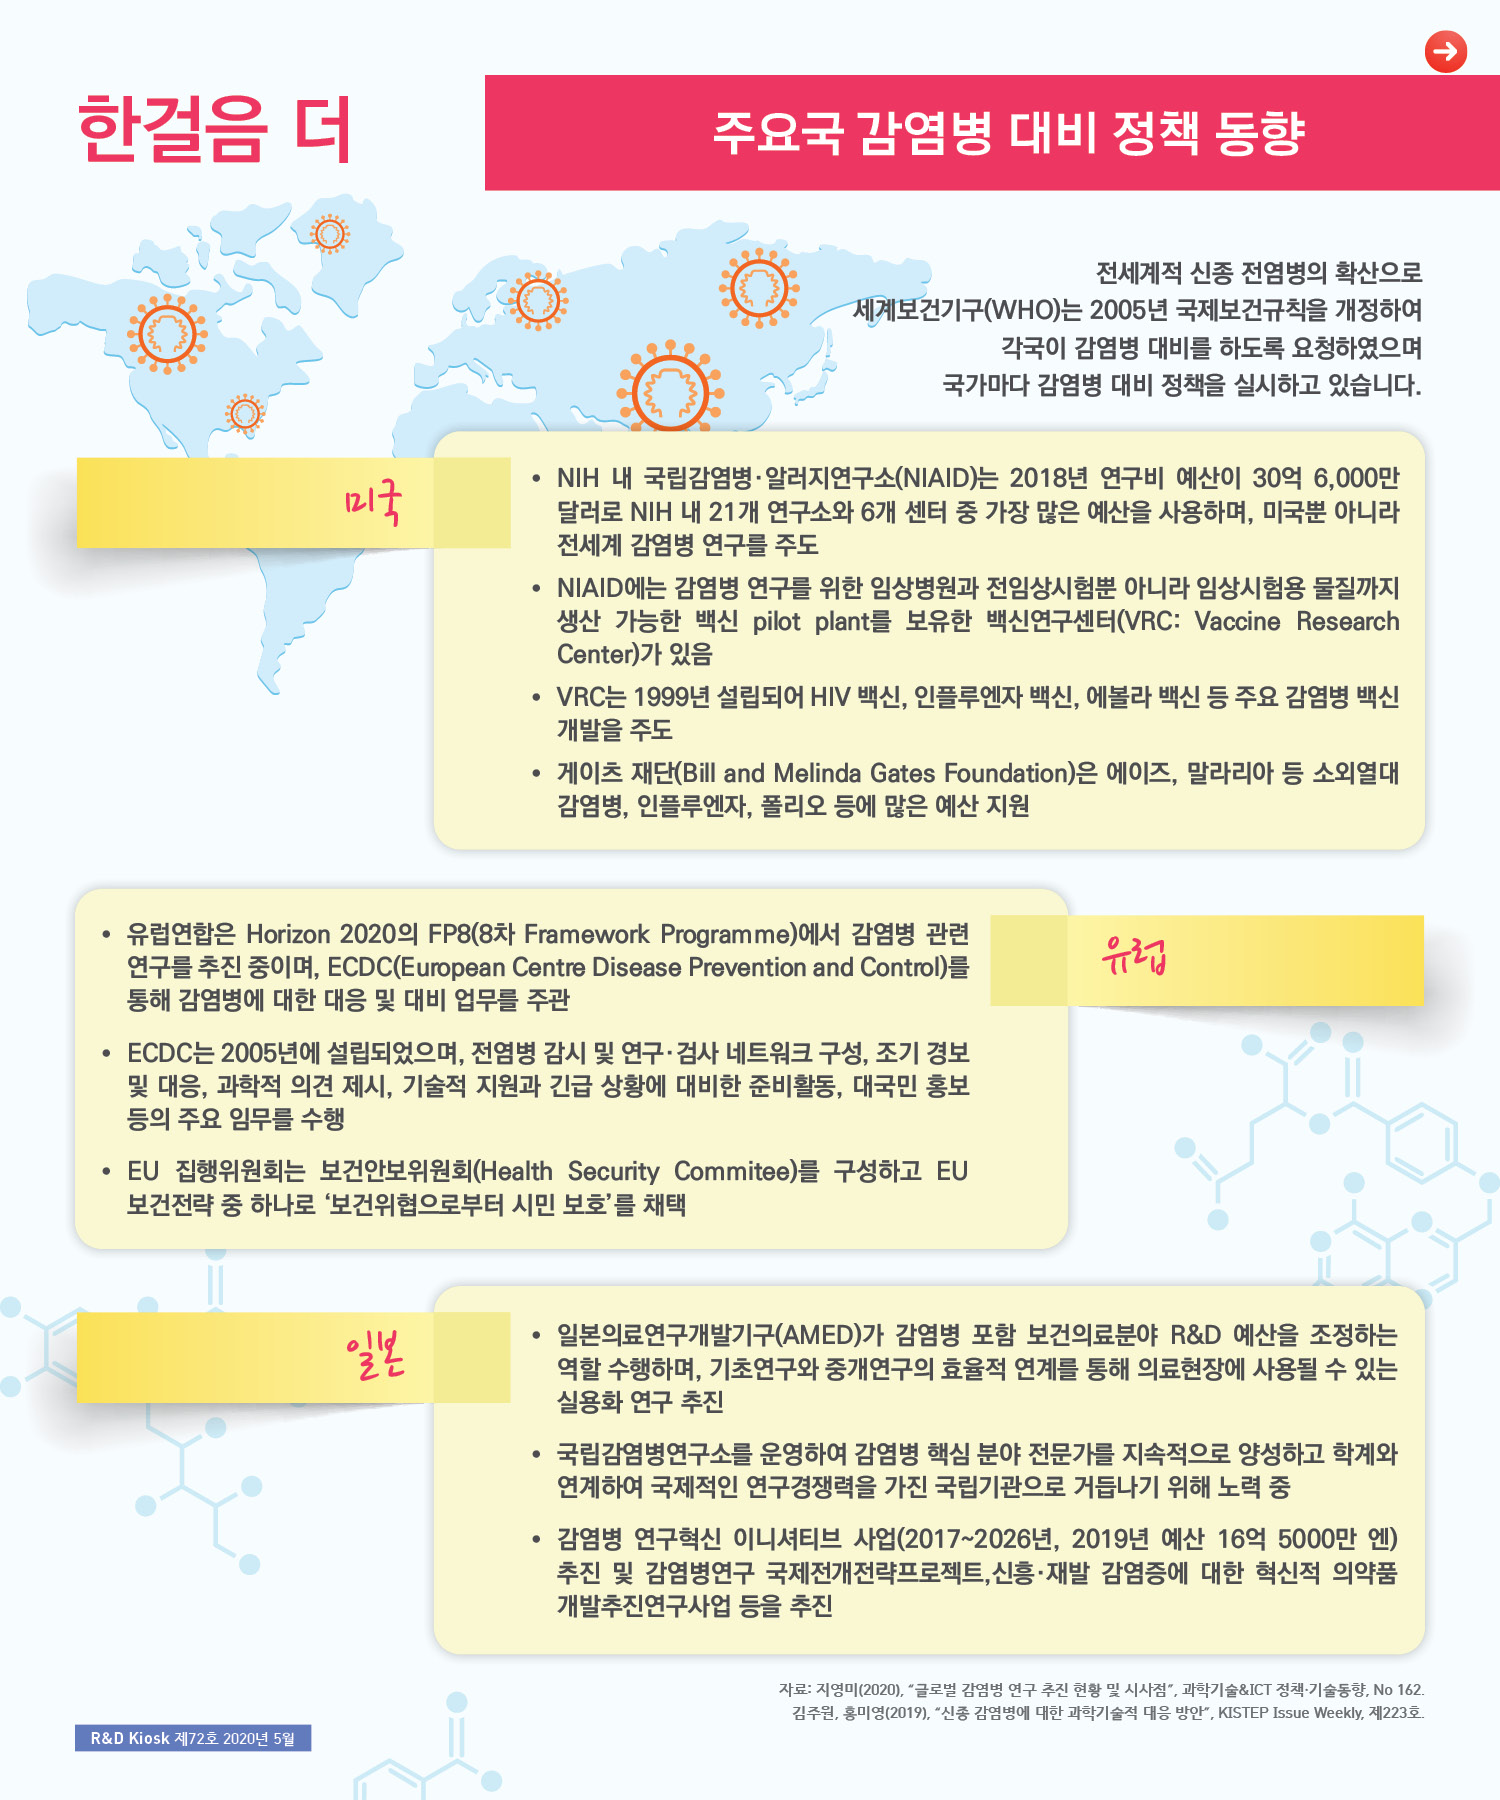 한걸음 더
주요국 감염병 대비 정책 동향
전세계적 신종 전염병의 확산으로
세계보건기구(WHO)는 2005년 국제보건규칙을 개정하여
각국이 감염병 대비를 하도록 요청하였으며
국가마다 감염병 대비 정책을 실시하고 있습니다.
미국
• NIH 내 국립감염병·알러지연구소(NIAID)는 2018년 연구비 예산이 30억 6,000만
달러로 NIH 내 21개 연구소와 6개 센터 중 가장 많은 예산을 사용하며, 미국뿐 아니라
전세계 감염병 연구를 주도
• NIAID에는 감염병 연구를 위한 임상병원과 전임상시험뿐 아니라 임상시험용 물질까지
생산 가능한 백신 pilot plant를 보유한 백신연구센터(VRC: Vaccine Research
Center)가 있음
• VRC는 1999년 설립되어 HIV 백신, 인플루엔자 백신, 에볼라 백신 등 주요 감염병 백신
개발을 주도
• 게이츠 재단(Bill and Melinda Gates Foundation)은 에이즈, 말라리아 등 소외열대
감염병, 인플루엔자, 폴리오 등에 많은 예산 지원
유럽
• 유럽연합은 Horizon 2020의 FP8(8차 Framework Programme)에서 감염병 관련
연구를 추진 중이며, ECDC(European Centre Disease Prevention and Control)를
통해 감염병에 대한 대응 및 대비 업무를 주관
• ECDC는 2005년에 설립되었으며, 전염병 감시 및 연구·검사 네트워크 구성, 조기 경보
및 대응, 과학적 의견 제시, 기술적 지원과 긴급 상황에 대비한 준비활동, 대국민 홍보
등의 주요 임무를 수행
• EU 집행위원회는 보건안보위원회(Health Security Commitee)를 구성하고 EU
보건전략 중 하나로 ‘보건위협으로부터 시민 보호’를 채택
일본
• 일본의료연구개발기구(AMED)가 감염병 포함 보건의료분야 R&D 예산을 조정하는
역할 수행하며, 기초연구와 중개연구의 효율적 연계를 통해 의료현장에 사용될 수 있는
실용화 연구 추진
• 국립감염병연구소를 운영하여 감염병 핵심 분야 전문가를 지속적으로 양성하고 학계와
연계하여 국제적인 연구경쟁력을 가진 국립기관으로 거듭나기 위해 노력 중
• 감염병 연구혁신 이니셔티브 사업(2017~2026년, 2019년 예산 16억 5000만 엔)
추진 및 감염병연구 국제전개전략프로젝트,신흥·재발 감염증에 대한 혁신적 의약품
개발추진연구사업 등을 추진
자료: 지영미(2020), “글로벌 감염병 연구 추진 현황 및 시사점”, 과학기술&ICT 정책·기술동향, No 162.
김주원, 홍미영(2019), “신종 감염병에 대한 과학기술적 대응 방안”, KISTEP Issue Weekly, 제223호.
R&D Kiosk 제72호 2020년 5월